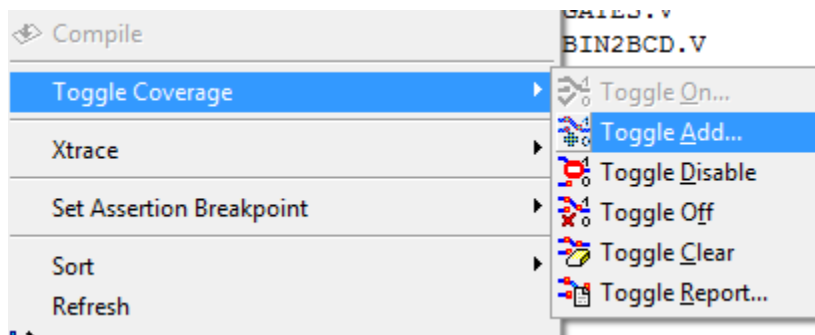 GATES.V
Compile
BIN2BCD.V
Toggle Coverage
Toggle On...
Toggle Add...
Xtrace
Toggle Disable
Set Assertion Breakpoint
Toggle Off
Toggle Clear
Sort
Toggle Report...
Refresh